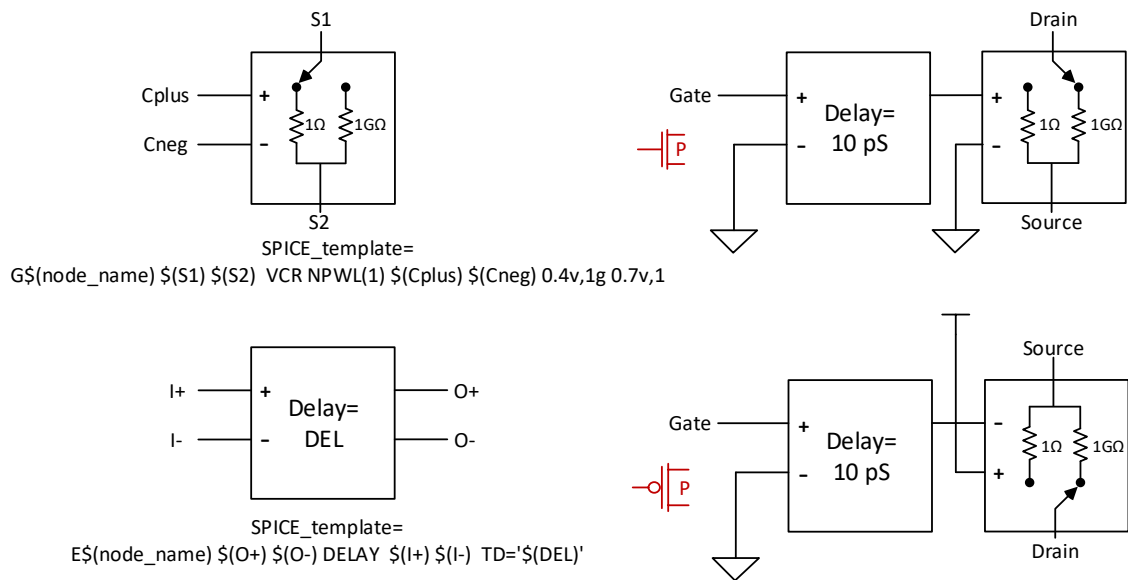 S1
Cplus
+
Cneg
-
1Ω
1GΩ
S2
SPICE_template=
G$(node_name) $(S1) $(S2) VCR NPWL(1) $(Cplus) $(Cneg) 0.4v,1g 0.7v,1
I+
+
I-
-
Delay=
DEL
O+
O-
SPICE_template=
E$(node_name) $(O+) $(O-) DELAY $(I+) $(I-) TD='$(DEL)'
Drain
Gate
+
-
Delay=
10 pS
+
-
1Ω
1GΩ
P
Source
Source
Gate
+
-
Delay=
10 pS
-
+
1Ω
1GΩ
P
Drain